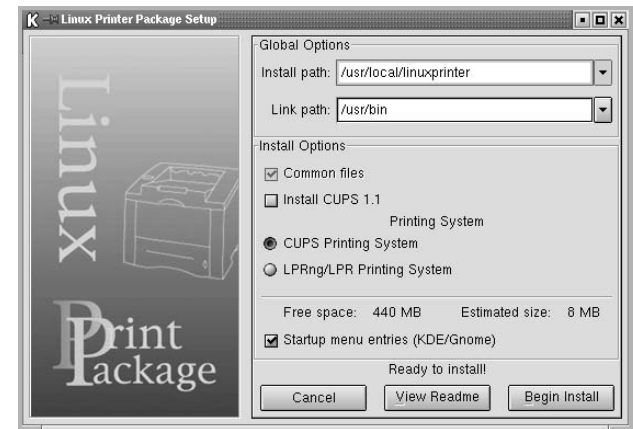 Linux Printer Package Setup
Linux
Print
Package
Global Options
Install path: /usr/local/linuxprinter
Link path: /usr/bin
Install Options
Common files
Install CUPS 1.1
Printing System
CUPS Printing System
LPRng/LPR Printing System
Free space: 440 MB Estimated size: 8 MB
Startup menu entries (KDE/Gnome)
Ready to install!
Cancel View Readme Begin Install